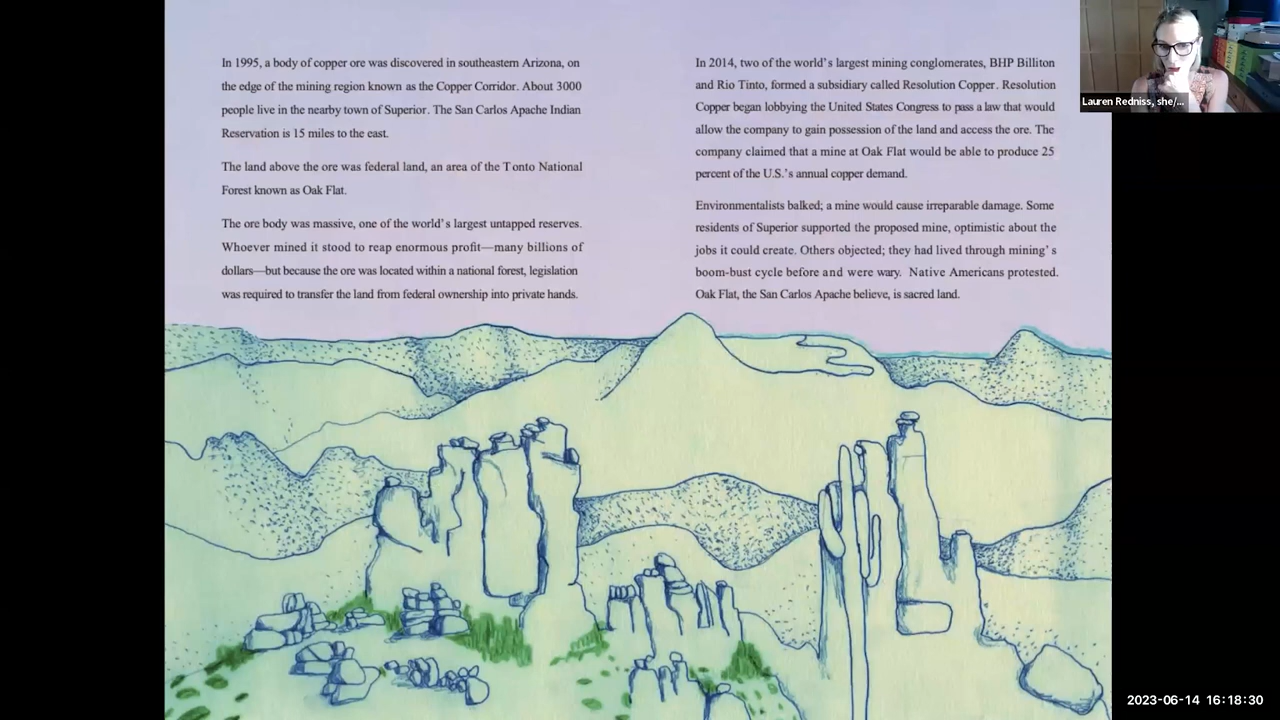 In 1995, a body of copper ore was discovered in southeastern Arizona, on
the edge of the mining region known as the Copper Corridor. About 3000
people live in the nearby town of Superior. The San Carlos Apache Indian
Reservation is 15 miles to the east.
The land above the ore was federal land, an area of the Tonto National
Forest known as Oak Flat.
The ore body was massive, one of the world's largest untapped reserves.
Whoever mined it stood to reap enormous profit—many billions of
dollars—but because the ore was located within a national forest, legislation
was required to transfer the land from federal ownership into private hands.
In 2014, two of the world's largest mining conglomerates, BHP Billiton
and Rio Tinto, formed a subsidiary called Resolution Copper. Resolution
Copper began lobbying the United States Congress to pass a law that would
allow the company to gain possession of the land and access the ore. The
company claimed that a mine at Oak Flat would be able to produce 25
percent of the U.S.'s annual copper demand.
Environmentalists balked; a mine would cause irreparable damage. Some
residents of Superior supported the proposed mine, optimistic about the
jobs it could create. Others objected; they had lived through mining's
boom-bust cycle before and were wary. Native Americans protested.
Oak Flat, the San Carlos Apache believe, is sacred land.
Lauren Redniss, she/...
2023-06-14 16:18:30